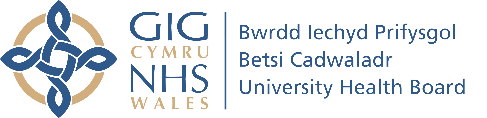 GIG
CYMRU
NHS
WALES
Bwrdd Iechyd Prifysgol
Betsi Cadwaladr
University Health Board